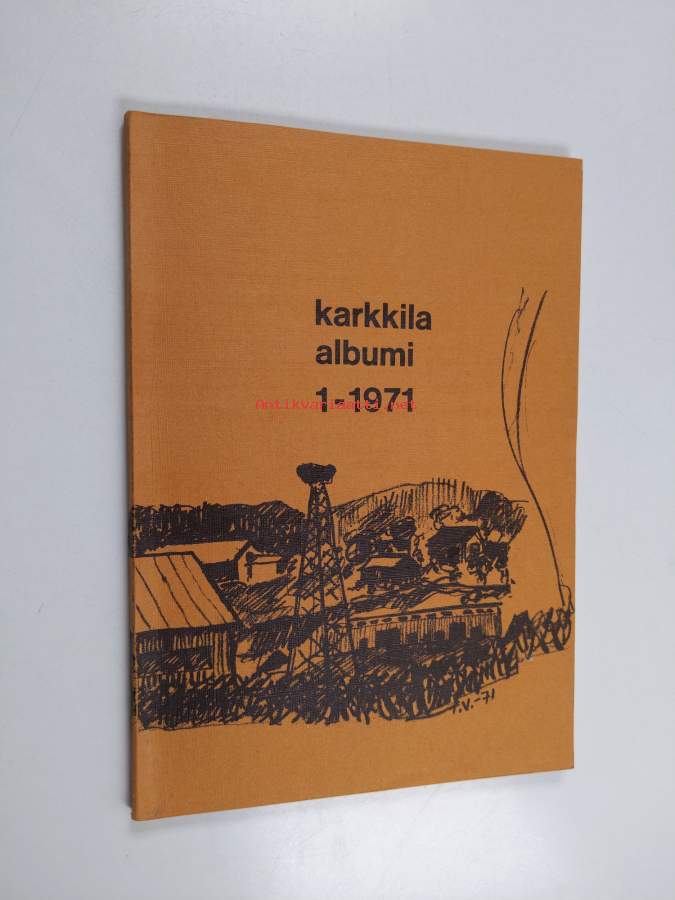 karkkila
albumi
1-1971
Antikvariaatti.net
T.V.-71